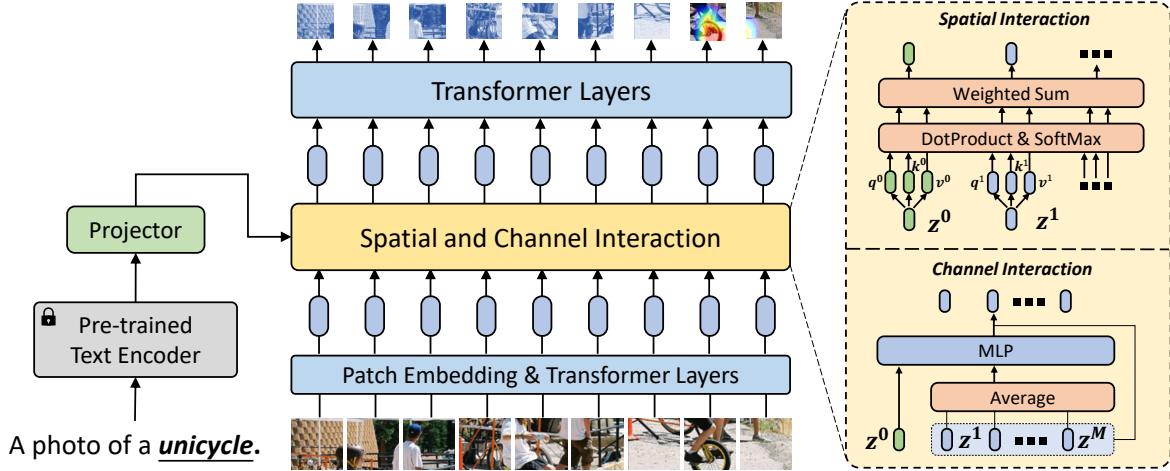 Transformer Layers
Spatial and Channel Interaction
Patch Embedding & Transformer Layers
Projector
Pre-trained
Text Encoder
A photo of a unicycle.
Spatial Interaction
Weighted Sum
DotProduct & SoftMax
q⁰ k⁰ v⁰ q¹ k¹ v¹
z⁰ z¹
Channel Interaction
MLP
Average
z⁰ z¹ zᴹ